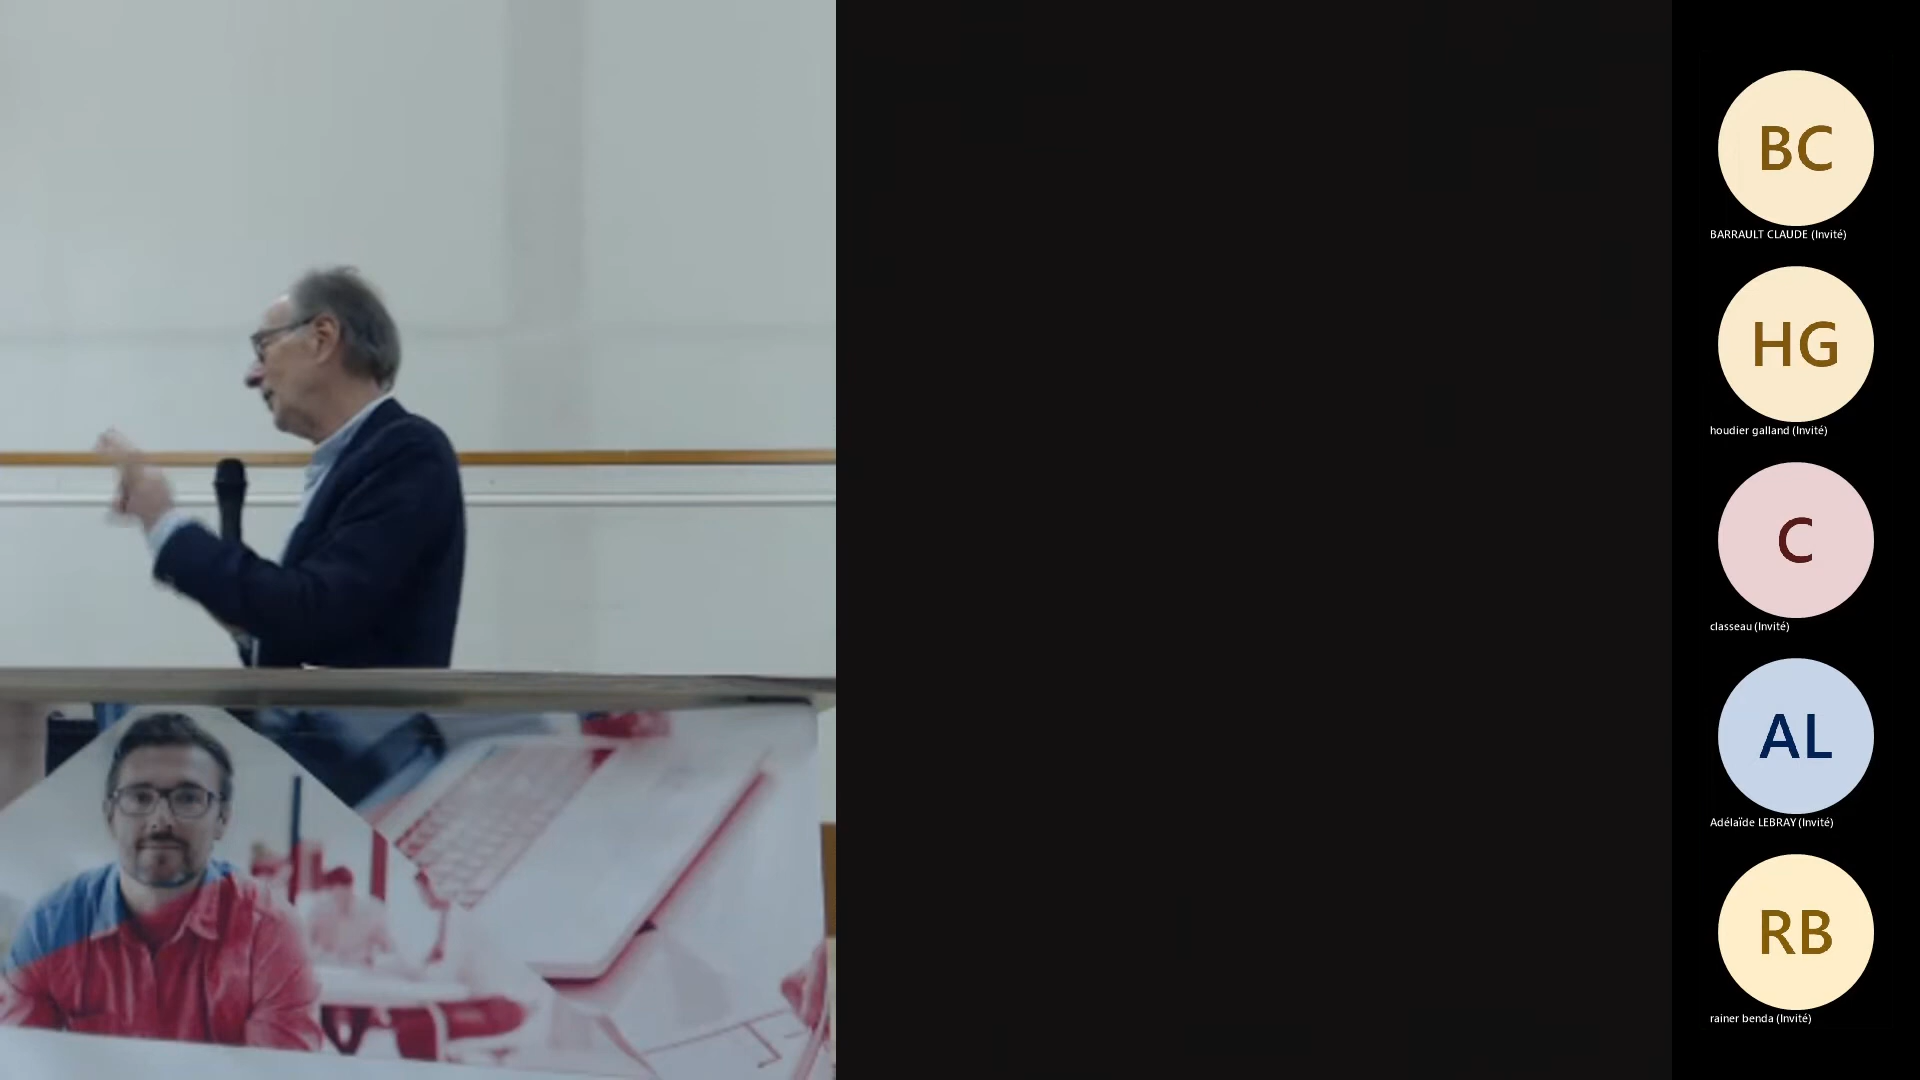 BC
BARRAULT CLAUDE (Invité)
HG
houdier galland (Invité)
C
classeau (Invité)
AL
Adélaïde LEBRAY (Invité)
RB
rainer benda (Invité)